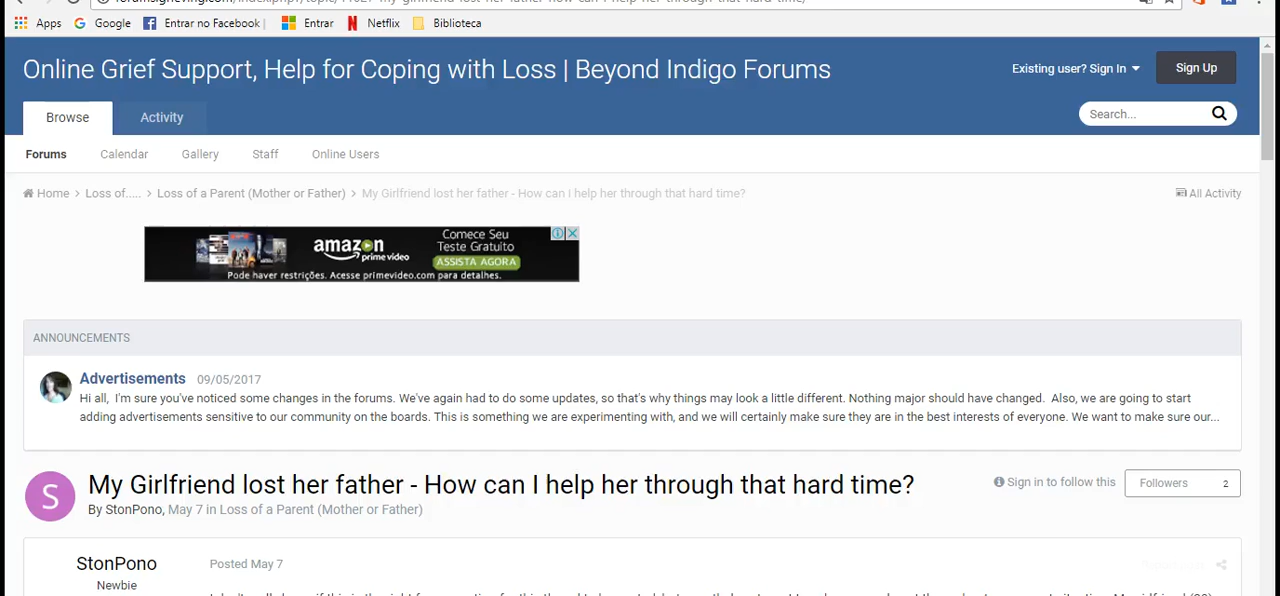 Apps Google Entrar no Facebook Entrar Netflix Biblioteca
Online Grief Support, Help for Coping with Loss | Beyond Indigo Forums
Existing user? Sign In
Sign Up
Browse Activity
Search...
Forums Calendar Gallery Staff Online Users
Home > Loss of..... > Loss of a Parent (Mother or Father) > My Girlfriend lost her father - How can I help her through that hard time?
All Activity
amazon
prime video
Comece Seu
Teste Gratuito
ASSISTA AGORA
Pode haver restrições. Acesse primevideo.com para detalhes.
ANNOUNCEMENTS
Advertisements 09/05/2017
Hi all,  I'm sure you've noticed some changes in the forums. We've again had to do some updates, so that's why things may look a little different. Nothing major should have changed.  Also, we are going to start
adding advertisements sensitive to our community on the boards.  This is something we are experimenting with, and we will certainly make sure they are in the best interests of everyone.  We want to make sure our...
S
My Girlfriend lost her father - How can I help her through that hard time?
Sign in to follow this
Followers 2
By StonPono, May 7 in Loss of a Parent (Mother or Father)
StonPono
Posted May 7
Newbie